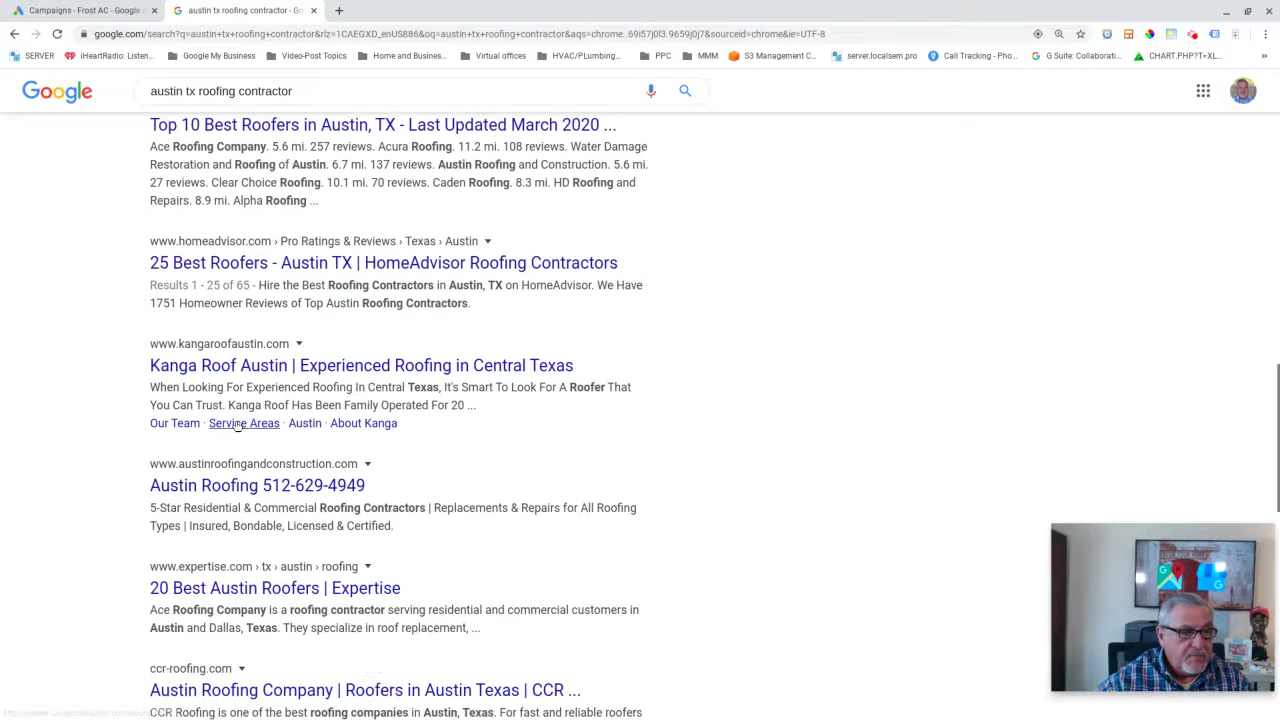 Campaigns - Frost AC - Google
austin tx roofing contractor - Go
google.com/search?q=austin+tx+roofing+contractor&rlz=1CAEGXD_enUS886&oq=austin+tx+roofing+contractor&aqs=chrome..69i57j0l3.9659j0j7&sourceid=chrome&ie=UTF-8
SERVER iHeartRadio: Listen... Google My Business Video-Post Topics Home and Busines... Virtual offices HVAC/Plumbing... PPC MMM S3 Management C... server.localsem.pro Call Tracking - Pho... G Suite: Collaborati... CHART.PHP?T=XL... »
Google austin tx roofing contractor
Top 10 Best Roofers in Austin, TX - Last Updated March 2020 ...
Ace Roofing Company. 5.6 mi. 257 reviews. Acura Roofing. 11.2 mi. 108 reviews. Water Damage
Restoration and Roofing of Austin. 6.7 mi. 137 reviews. Austin Roofing and Construction. 5.6 mi.
27 reviews. Clear Choice Roofing. 10.1 mi. 70 reviews. Caden Roofing. 8.3 mi. HD Roofing and
Repairs. 8.9 mi. Alpha Roofing ...
www.homeadvisor.com › Pro Ratings & Reviews › Texas › Austin
25 Best Roofers - Austin TX | HomeAdvisor Roofing Contractors
Results 1 - 25 of 65 - Hire the Best Roofing Contractors in Austin, TX on HomeAdvisor. We Have
1751 Homeowner Reviews of Top Austin Roofing Contractors.
www.kangaroofaustin.com
Kanga Roof Austin | Experienced Roofing in Central Texas
When Looking For Experienced Roofing In Central Texas, It's Smart To Look For A Roofer That
You Can Trust. Kanga Roof Has Been Family Operated For 20 ...
Our Team · Service Areas · Austin · About Kanga
www.austinroofingandconstruction.com
Austin Roofing 512-629-4949
5-Star Residential & Commercial Roofing Contractors | Replacements & Repairs for All Roofing
Types | Insured, Bondable, Licensed & Certified.
www.expertise.com › tx › austin › roofing
20 Best Austin Roofers | Expertise
Ace Roofing Company is a roofing contractor serving residential and commercial customers in
Austin and Dallas, Texas. They specialize in roof replacement, ...
ccr-roofing.com
Austin Roofing Company | Roofers in Austin Texas | CCR ...
CCR Roofing is one of the best roofing companies in Austin, Texas. For fast and reliable roofers